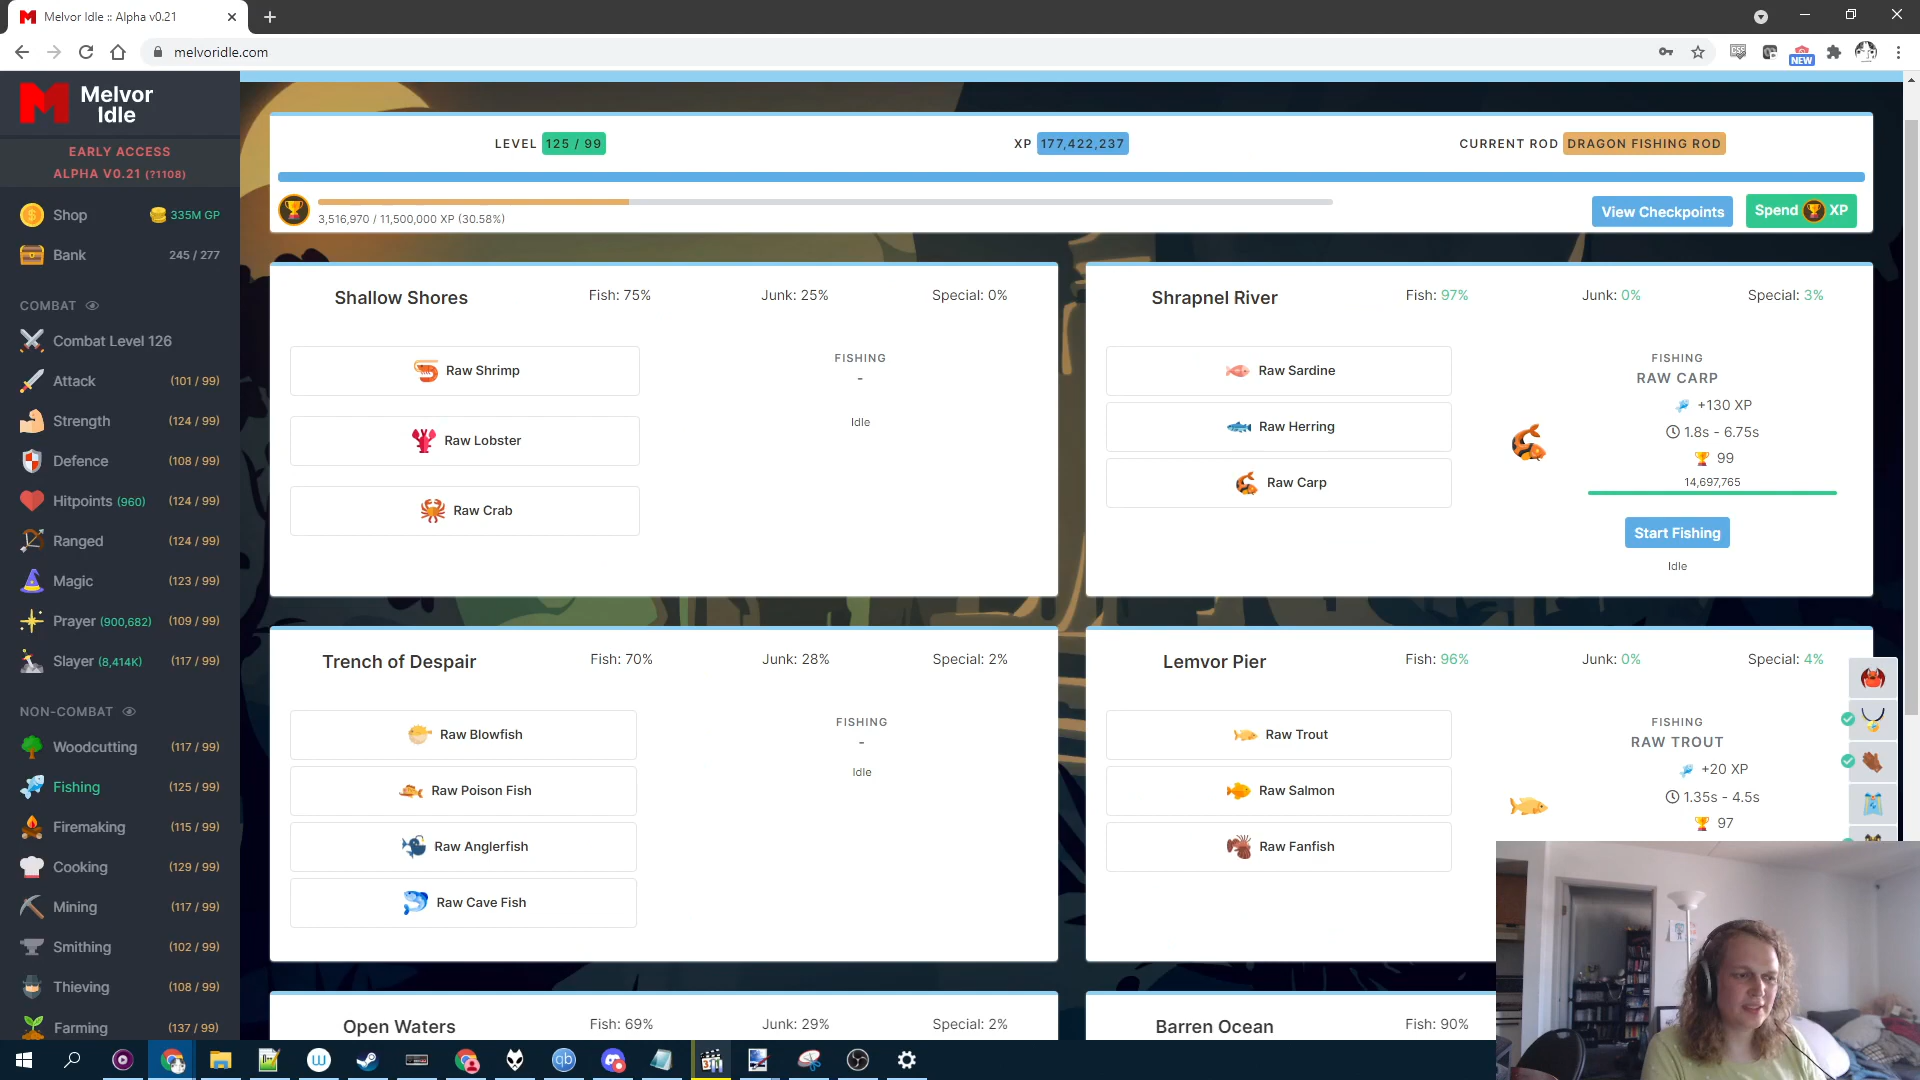 Melvor Idle :: Alpha v0.21
melvoridle.com
NEW
Melvor
Idle
EARLY ACCESS
ALPHA V0.21 (?1108)
Shop 335M GP
Bank 245 / 277
COMBAT
Combat Level 126
Attack (101 / 99)
Strength (124 / 99)
Defence (108 / 99)
Hitpoints (960) (124 / 99)
Ranged (124 / 99)
Magic (123 / 99)
Prayer (900,682) (109 / 99)
Slayer (8,414K) (117 / 99)
NON-COMBAT
Woodcutting (117 / 99)
Fishing (125 / 99)
Firemaking (115 / 99)
Cooking (129 / 99)
Mining (117 / 99)
Smithing (102 / 99)
Thieving (108 / 99)
Farming (137 / 99)
LEVEL 125 / 99
XP 177,422,237
CURRENT ROD DRAGON FISHING ROD
3,516,970 / 11,500,000 XP (30.58%)
View Checkpoints
Spend XP
Shallow Shores Fish: 75% Junk: 25% Special: 0%
Raw Shrimp
Raw Lobster
Raw Crab
FISHING
-
Idle
Shrapnel River Fish: 97% Junk: 0% Special: 3%
Raw Sardine
Raw Herring
Raw Carp
FISHING
RAW CARP
+130 XP
1.8s - 6.75s
99
14,697,765
Start Fishing
Idle
Trench of Despair Fish: 70% Junk: 28% Special: 2%
Raw Blowfish
Raw Poison Fish
Raw Anglerfish
Raw Cave Fish
FISHING
-
Idle
Lemvor Pier Fish: 96% Junk: 0% Special: 4%
Raw Trout
Raw Salmon
Raw Fanfish
FISHING
RAW TROUT
+20 XP
1.35s - 4.5s
97
Open Waters Fish: 69% Junk: 29% Special: 2%
Barren Ocean Fish: 90%